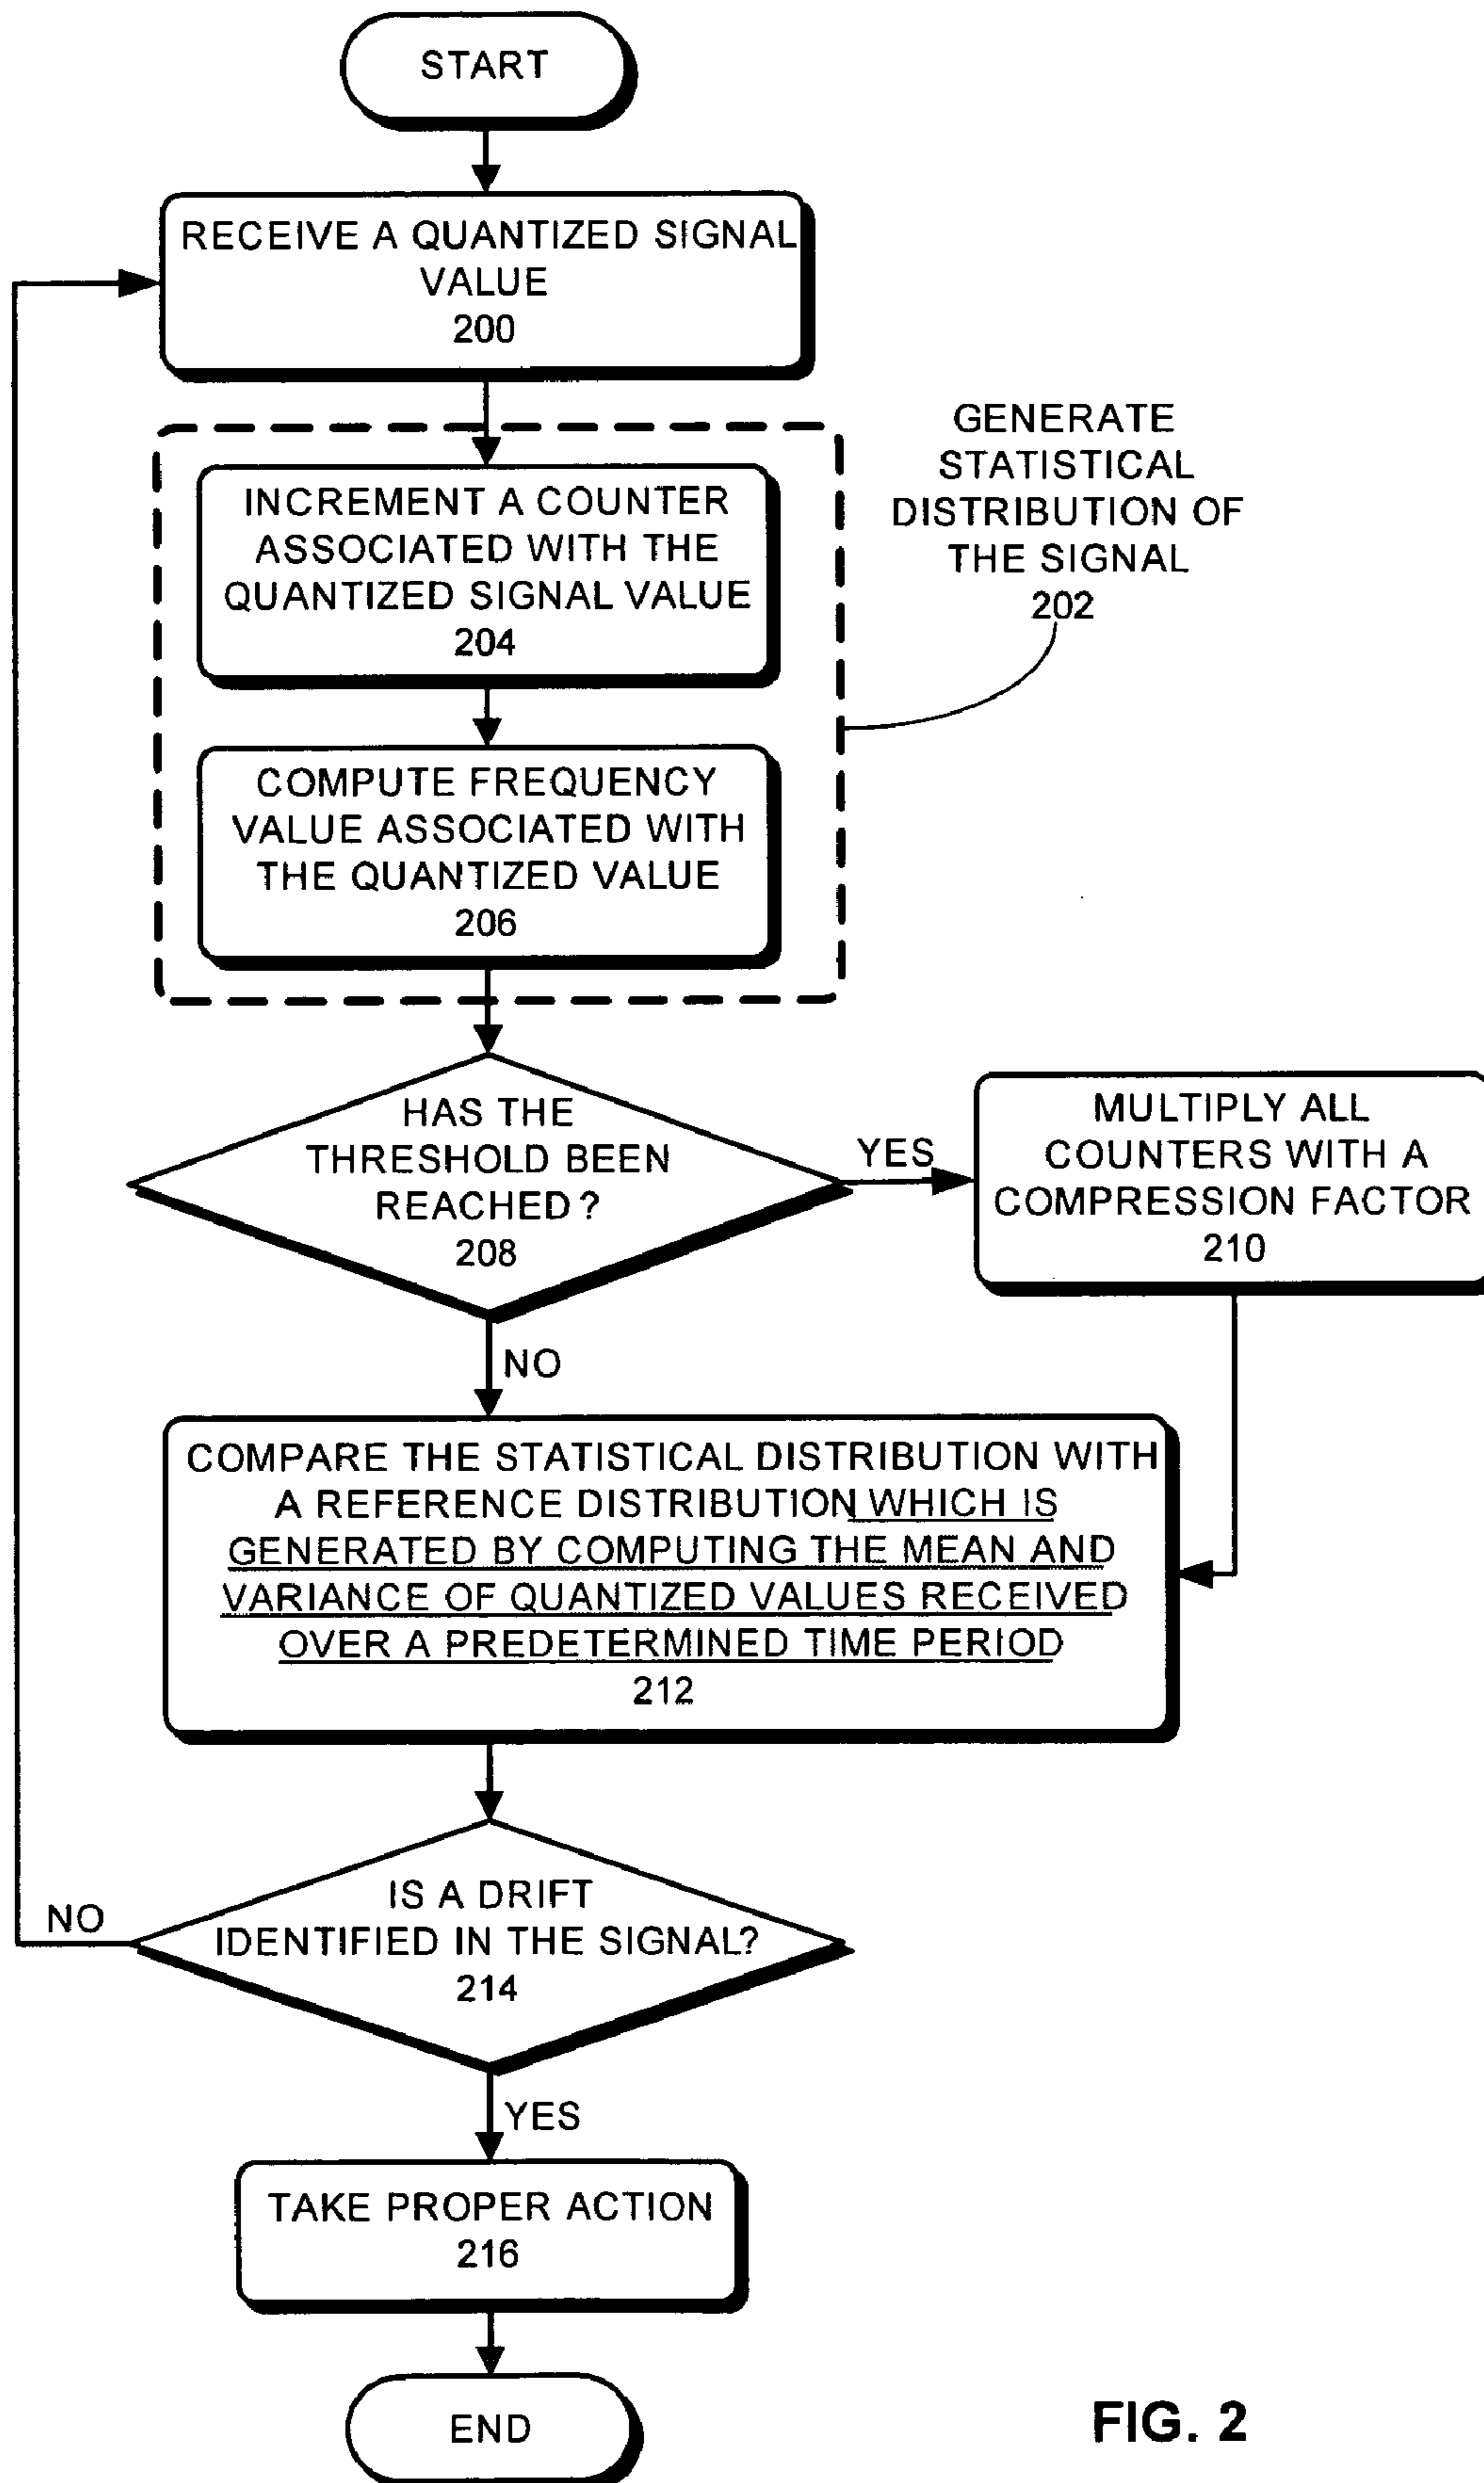 START
RECEIVE A QUANTIZED SIGNAL
VALUE
200
GENERATE
STATISTICAL
DISTRIBUTION OF
THE SIGNAL
202
INCREMENT A COUNTER
ASSOCIATED WITH THE
QUANTIZED SIGNAL VALUE
204
COMPUTE FREQUENCY
VALUE ASSOCIATED WITH
THE QUANTIZED VALUE
206
HAS THE
THRESHOLD BEEN
REACHED?
208
YES
MULTIPLY ALL
COUNTERS WITH A
COMPRESSION FACTOR
210
NO
COMPARE THE STATISTICAL DISTRIBUTION WITH
A REFERENCE DISTRIBUTION WHICH IS
GENERATED BY COMPUTING THE MEAN AND
VARIANCE OF QUANTIZED VALUES RECEIVED
OVER A PREDETERMINED TIME PERIOD
212
IS A DRIFT
IDENTIFIED IN THE SIGNAL?
214
NO
YES
TAKE PROPER ACTION
216
END
FIG. 2